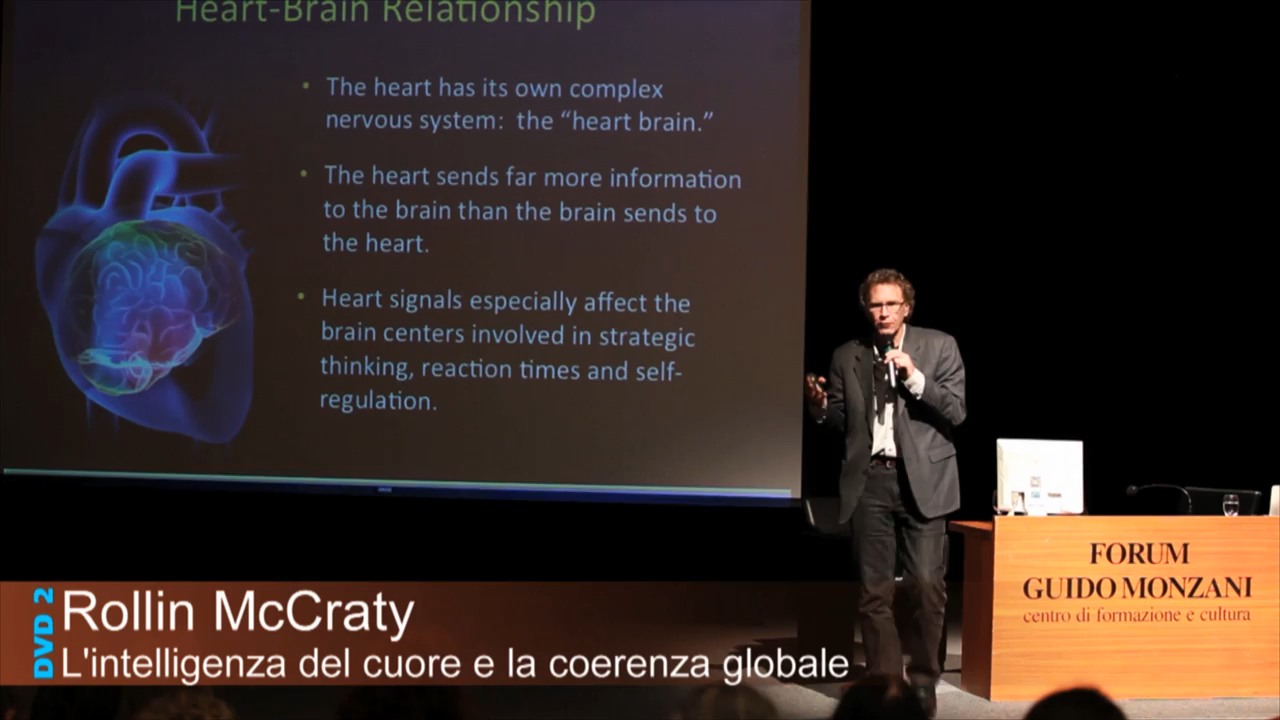 Heart-Brain Relationship
• The heart has its own complex
nervous system: the “heart brain.”
• The heart sends far more information
to the brain than the brain sends to
the heart.
• Heart signals especially affect the
brain centers involved in strategic
thinking, reaction times and self-
regulation.
FORUM
GUIDO MONZANI
centro di formazione e cultura
DVD 2
Rollin McCraty
L'intelligenza del cuore e la coerenza globale